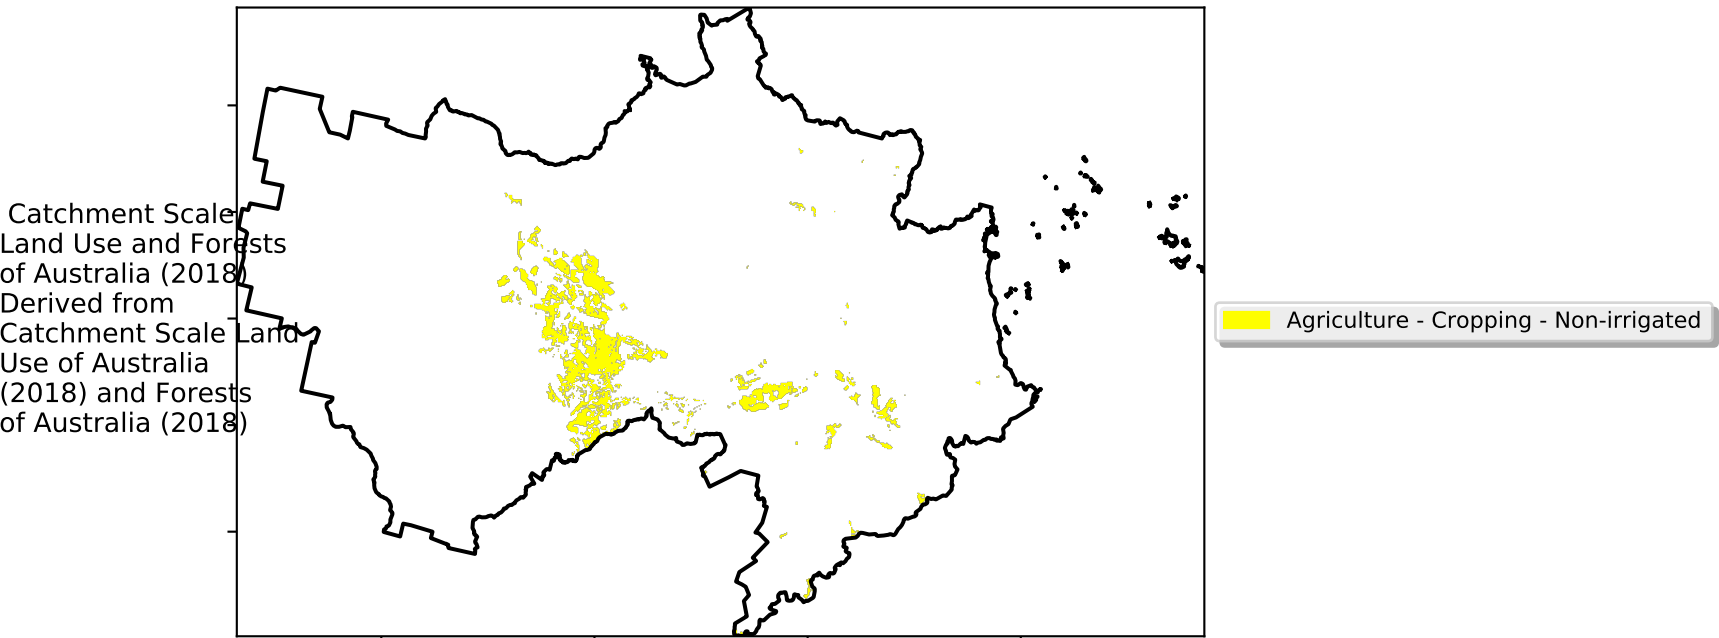 Catchment Scale
Land Use and Forests
of Australia (2018)
Derived from
Catchment Scale Land
Use of Australia
(2018) and Forests
of Australia (2018)
Agriculture - Cropping - Non-irrigated